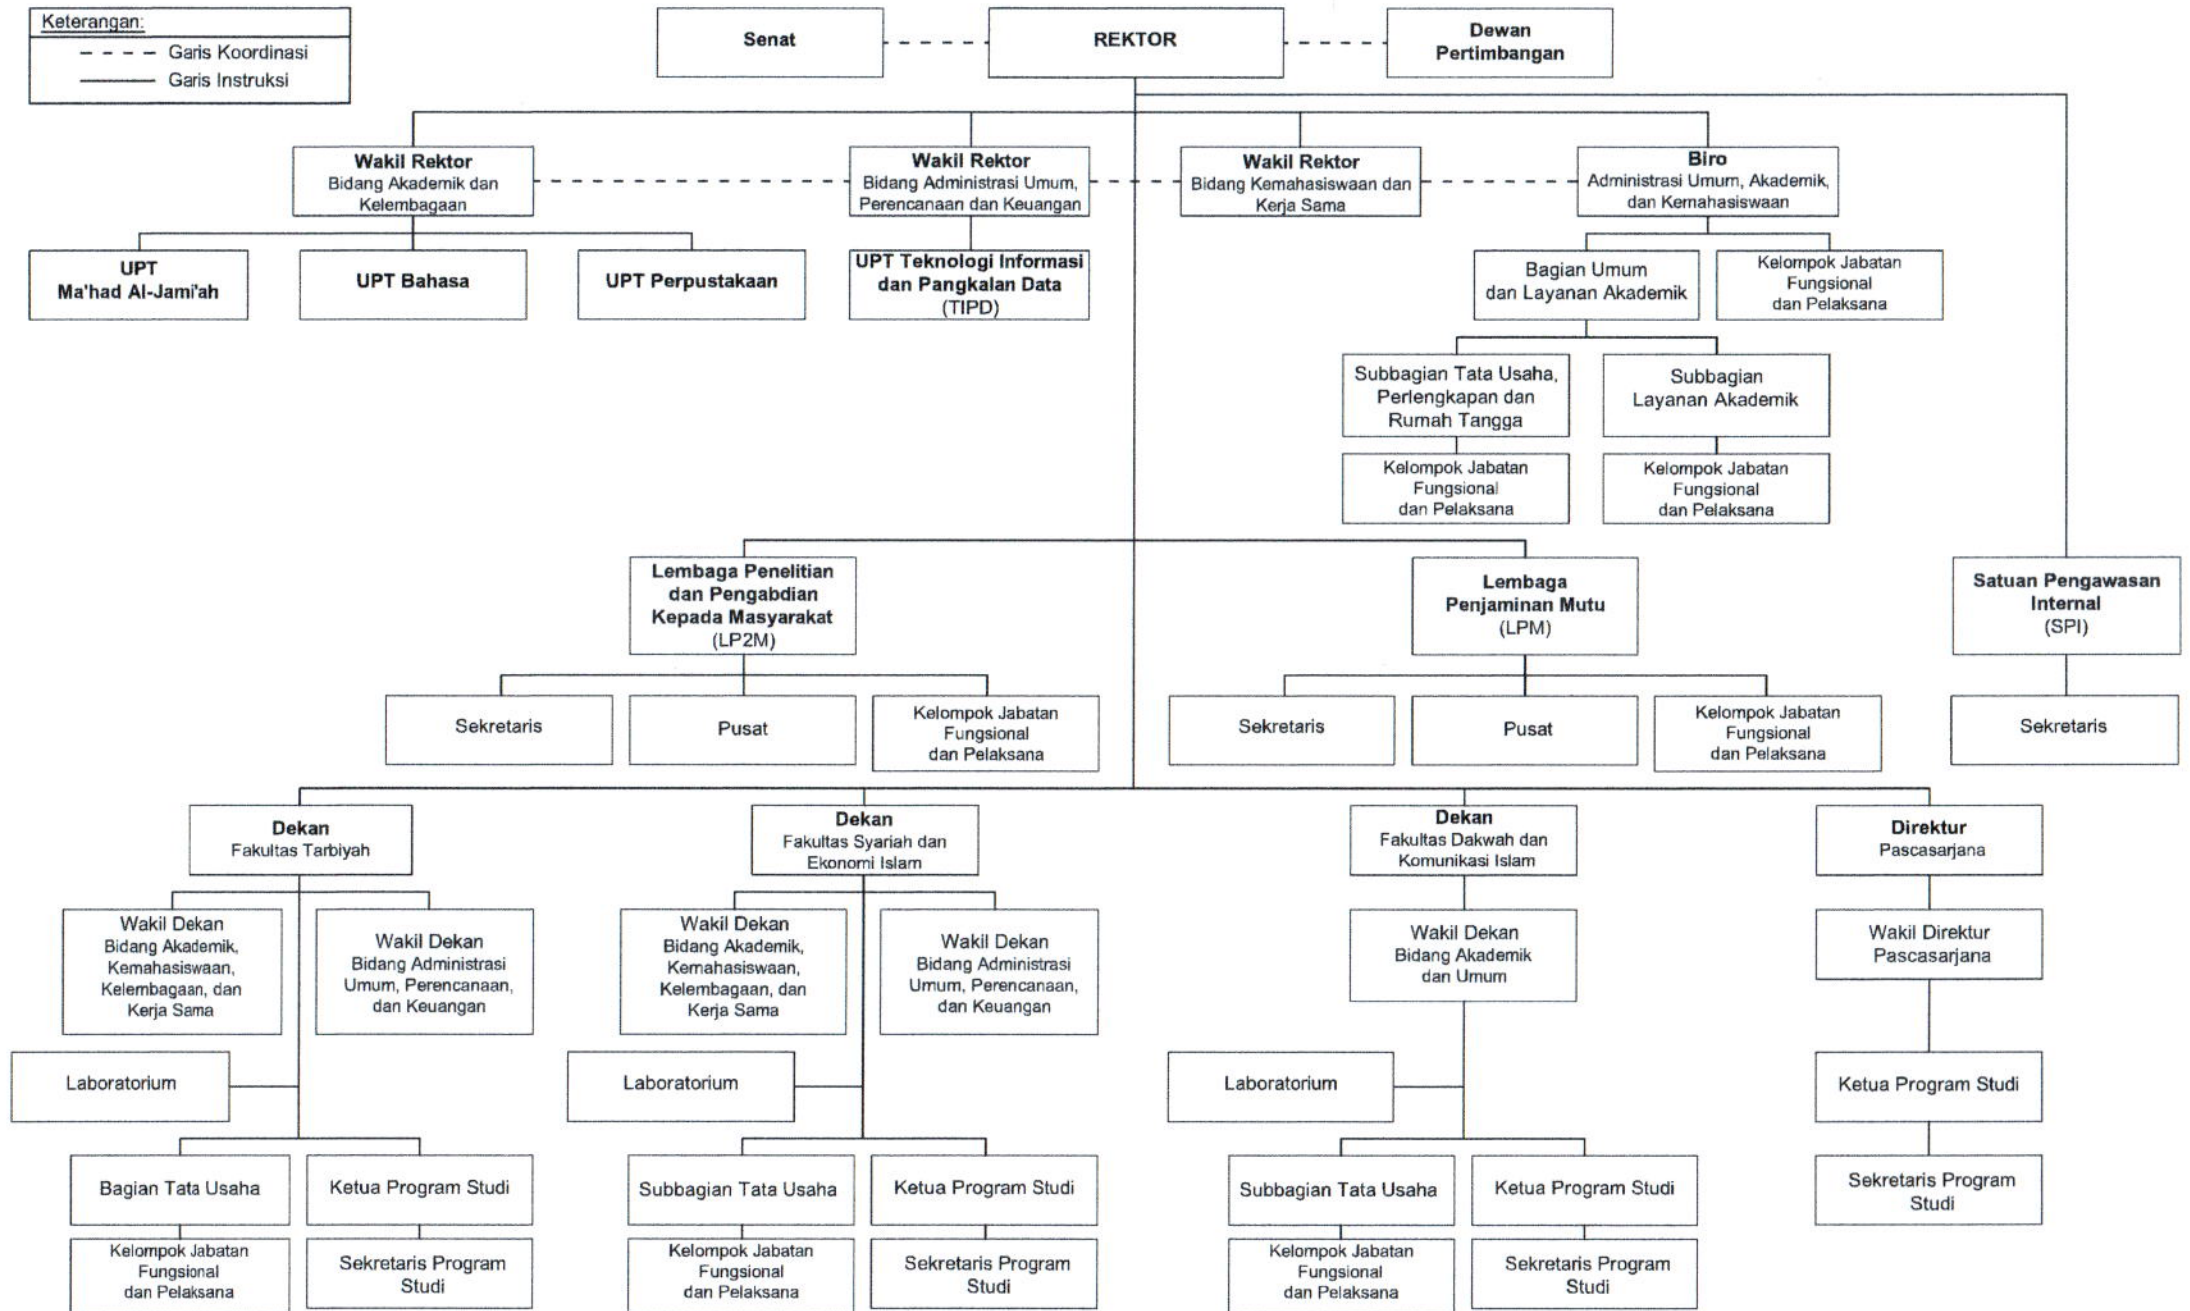 Keterangan:
Garis Koordinasi
Garis Instruksi
Senat
REKTOR
Dewan
Pertimbangan
Wakil Rektor
Bidang Akademik dan
Kelembagaan
Wakil Rektor
Bidang Administrasi Umum,
Perencanaan dan Keuangan
Wakil Rektor
Bidang Kemahasiswaan dan
Kerja Sama
Biro
Administrasi Umum, Akademik,
dan Kemahasiswaan
UPT
Ma'had Al-Jami'ah
UPT Bahasa
UPT Perpustakaan
UPT Teknologi Informasi
dan Pangkalan Data
(TIPD)
Bagian Umum
dan Layanan Akademik
Kelompok Jabatan
Fungsional
dan Pelaksana
Subbagian Tata Usaha,
Perlengkapan dan
Rumah Tangga
Subbagian
Layanan Akademik
Kelompok Jabatan
Fungsional
dan Pelaksana
Kelompok Jabatan
Fungsional
dan Pelaksana
Lembaga Penelitian
dan Pengabdian
Kepada Masyarakat
(LP2M)
Lembaga
Penjaminan Mutu
(LPM)
Satuan Pengawasan
Internal
(SPI)
Sekretaris
Pusat
Kelompok Jabatan
Fungsional
dan Pelaksana
Sekretaris
Pusat
Kelompok Jabatan
Fungsional
dan Pelaksana
Sekretaris
Dekan
Fakultas Tarbiyah
Dekan
Fakultas Syariah dan
Ekonomi Islam
Dekan
Fakultas Dakwah dan
Komunikasi Islam
Direktur
Pascasarjana
Wakil Dekan
Bidang Akademik,
Kemahasiswaan,
Kelembagaan, dan
Kerja Sama
Wakil Dekan
Bidang Administrasi
Umum, Perencanaan,
dan Keuangan
Wakil Dekan
Bidang Akademik,
Kemahasiswaan,
Kelembagaan, dan
Kerja Sama
Wakil Dekan
Bidang Administrasi
Umum, Perencanaan,
dan Keuangan
Wakil Dekan
Bidang Akademik
dan Umum
Wakil Direktur
Pascasarjana
Laboratorium
Laboratorium
Laboratorium
Ketua Program Studi
Bagian Tata Usaha
Ketua Program Studi
Subbagian Tata Usaha
Ketua Program Studi
Subbagian Tata Usaha
Ketua Program Studi
Sekretaris Program
Studi
Kelompok Jabatan
Fungsional
dan Pelaksana
Sekretaris Program
Studi
Kelompok Jabatan
Fungsional
dan Pelaksana
Sekretaris Program
Studi
Kelompok Jabatan
Fungsional
dan Pelaksana
Sekretaris Program
Studi